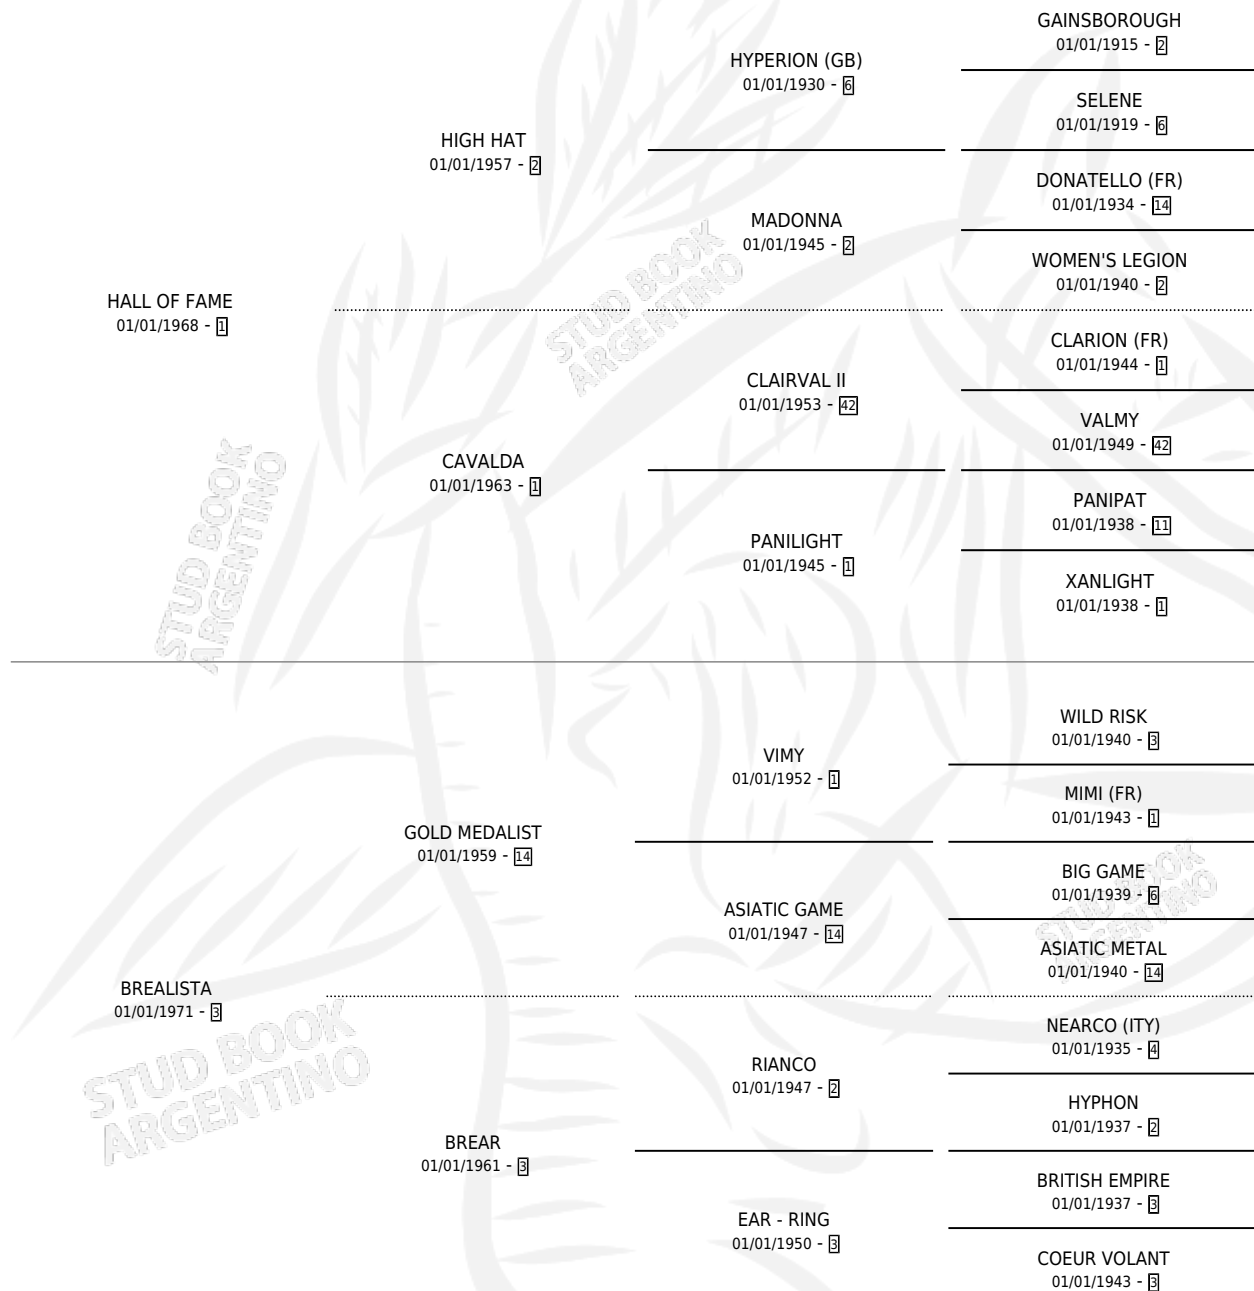 GAINSBOROUGH
01/01/1915 - 2
HYPERION (GB)
01/01/1930 - 6
SELENE
01/01/1919 - 6
HIGH HAT
01/01/1957 - 2
DONATELLO (FR)
01/01/1934 - 14
MADONNA
01/01/1945 - 2
WOMEN'S LEGION
01/01/1940 - 2
HALL OF FAME
01/01/1968 - 1
CLARION (FR)
01/01/1944 - 1
CLAIRVAL II
01/01/1953 - 42
VALMY
01/01/1949 - 42
CAVALDA
01/01/1963 - 1
PANIPAT
01/01/1938 - 11
PANILIGHT
01/01/1945 - 1
XANLIGHT
01/01/1938 - 1
STUD BOOK
ARGENTINO
STUD BOOK
ARGENTINO
WILD RISK
01/01/1940 - 3
VIMY
01/01/1952 - 1
MIMI (FR)
01/01/1943 - 1
GOLD MEDALIST
01/01/1959 - 14
BIG GAME
01/01/1939 - 6
ASIATIC GAME
01/01/1947 - 14
ASIATIC METAL
01/01/1940 - 14
BREALISTA
01/01/1971 - 3
NEARCO (ITY)
01/01/1935 - 4
RIANCO
01/01/1947 - 2
HYPHON
01/01/1937 - 2
BREAR
01/01/1961 - 3
BRITISH EMPIRE
01/01/1937 - 3
EAR - RING
01/01/1950 - 3
COEUR VOLANT
01/01/1943 - 3
STUD BOOK
ARGENTINO
STUD BOOK
ARGENTINO